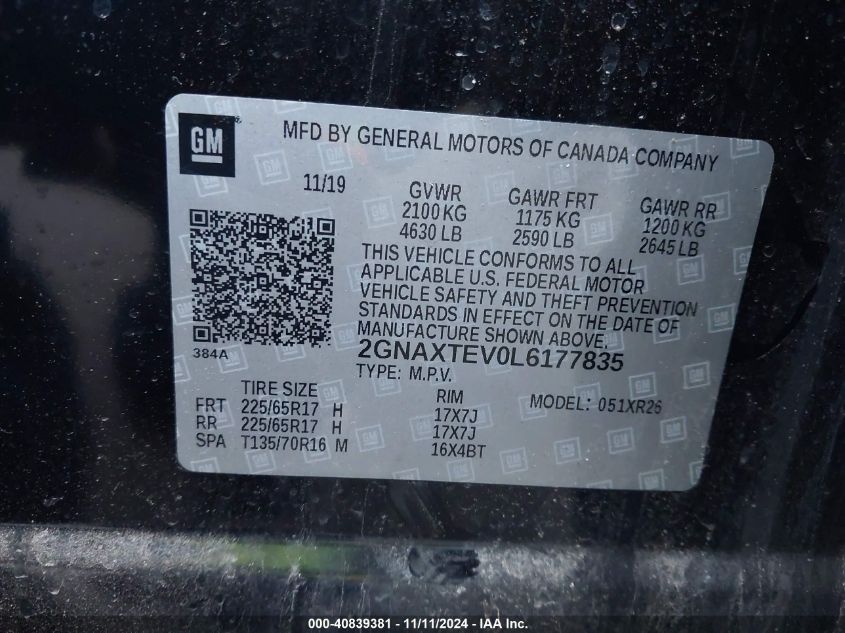 GM
MFD BY GENERAL MOTORS OF CANADA COMPANY
11/19
GVWR GAWR FRT GAWR RR
2100 KG 1175 KG 1200 KG
4630 LB 2590 LB 2645 LB
THIS VEHICLE CONFORMS TO ALL
APPLICABLE U.S. FEDERAL MOTOR
VEHICLE SAFETY AND THEFT PREVENTION
STANDARDS IN EFFECT ON THE DATE OF
MANUFACTURE SHOWN ABOVE.
384A
2GNAXTEV0L6177835
TYPE: M.P.V.
TIRE SIZE RIM MODEL: 051XR26
FRT 225/65R17 H 17X7J
RR 225/65R17 H 17X7J
SPA T135/70R16 M 16X4BT
000-40839381 - 11/11/2024 - IAA Inc.